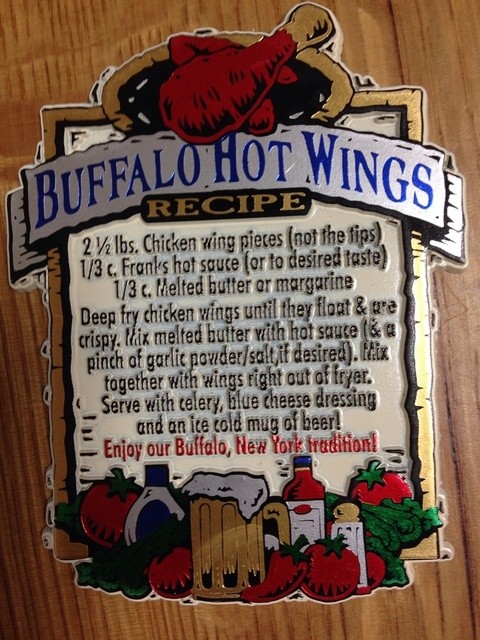 BUFFALO HOT WINGS
RECIPE
2 ½ lbs. Chicken wing pieces (not the tips)
1/3 c. Franks hot sauce (or to desired taste)
1/3 c. Melted butter or margarine
Deep fry chicken wings until they float & are
crispy. Mix melted butter with hot sauce (& a
pinch of garlic powder/salt,if desired). Mix
together with wings right out of fryer.
Serve with celery, blue cheese dressing
and an ice cold mug of beer!
Enjoy our Buffalo, New York tradition!